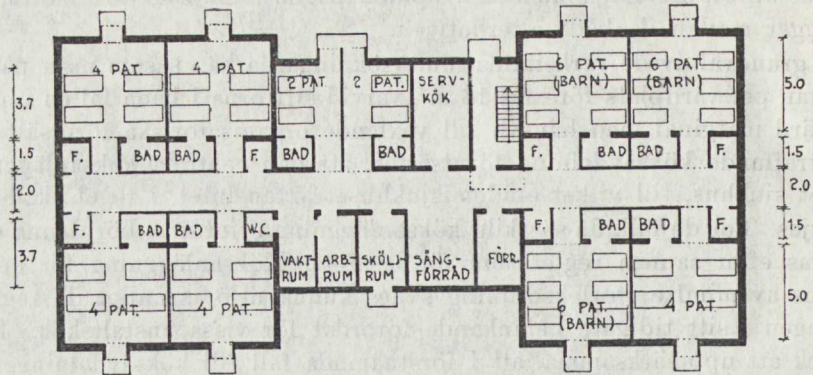 4 PAT. 4 PAT. 2 PAT. 2 PAT. SERV-
KÖK
6 PAT.
(BARN)
6 PAT.
(BARN)
3.7
5.0
F. BAD BAD F. BAD BAD F. BAD BAD F.
1.5
1.5
2.0
2.0
F. BAD BAD W.C. F. BAD BAD F.
1.5
VAKT-
RUM
ARB.
RUM
SKÖLJ-
RUM
SÄNG-
FÖRRÅD
FÖRR.
3.7
5.0
4 PAT. 4 PAT. 6 PAT.
(BARN)
4 PAT.